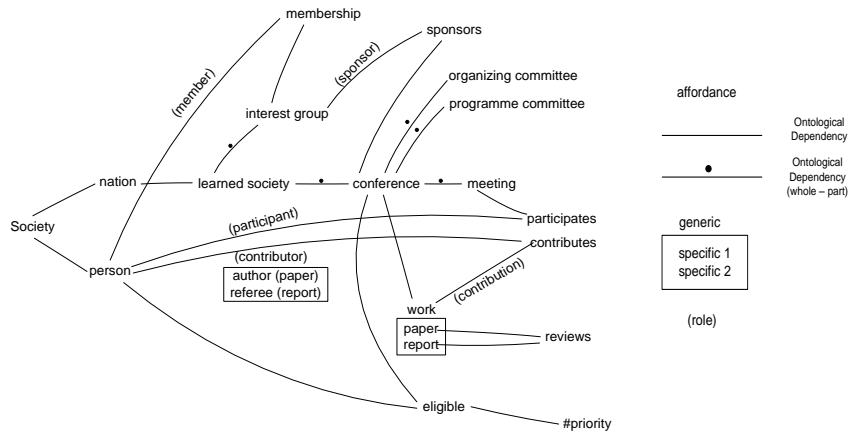 membership
sponsors
(member)
(sponsor)
organizing committee
programme committee
interest group
nation
learned society
conference
meeting
Society
(participant)
participates
(contributor)
contributes
person
author (paper)
referee (report)
(contribution)
work
paper
report
reviews
eligible
#priority
affordance
Ontological
Dependency
Ontological
Dependency
(whole – part)
generic
specific 1
specific 2
(role)